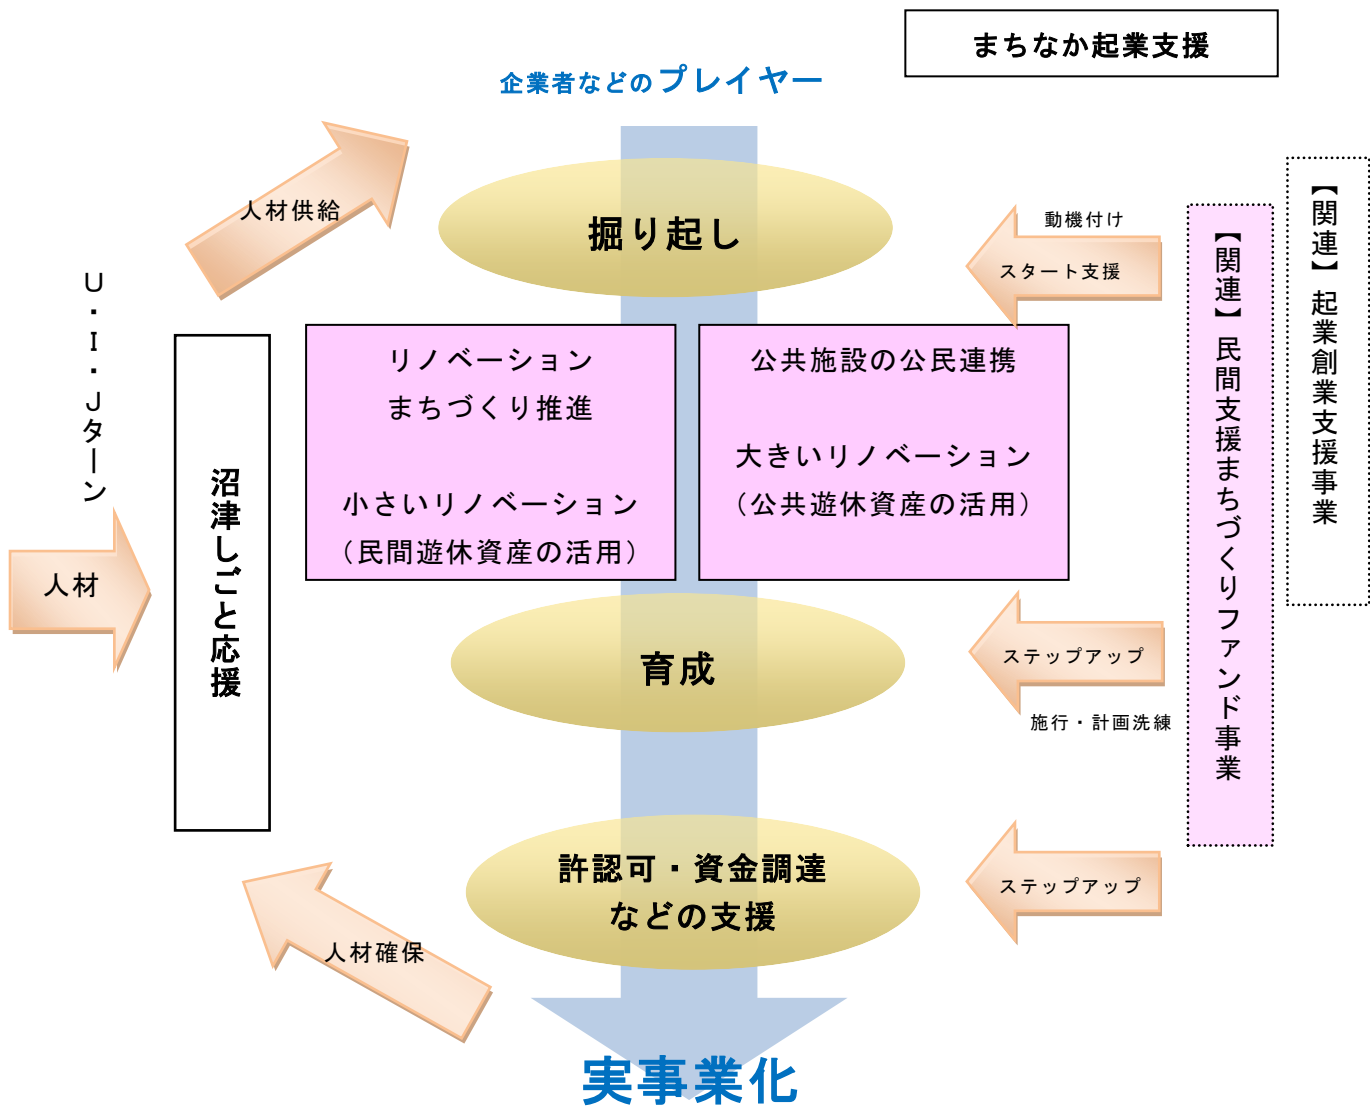 まちなか起業支援
企業者などのプレイヤー
人材供給
掘り起し
動機付け
スタート支援
【関連】起業創業支援事業
【関連】民間支援まちづくりファンド事業
U・I・Jターン
沼津しごと応援
人材
リノベーション
まちづくり推進
小さいリノベーション
（民間遊休資産の活用）
公共施設の公民連携
大きいリノベーション
（公共遊休資産の活用）
育成
ステップアップ
施行・計画洗練
許認可・資金調達
などの支援
ステップアップ
人材確保
実事業化